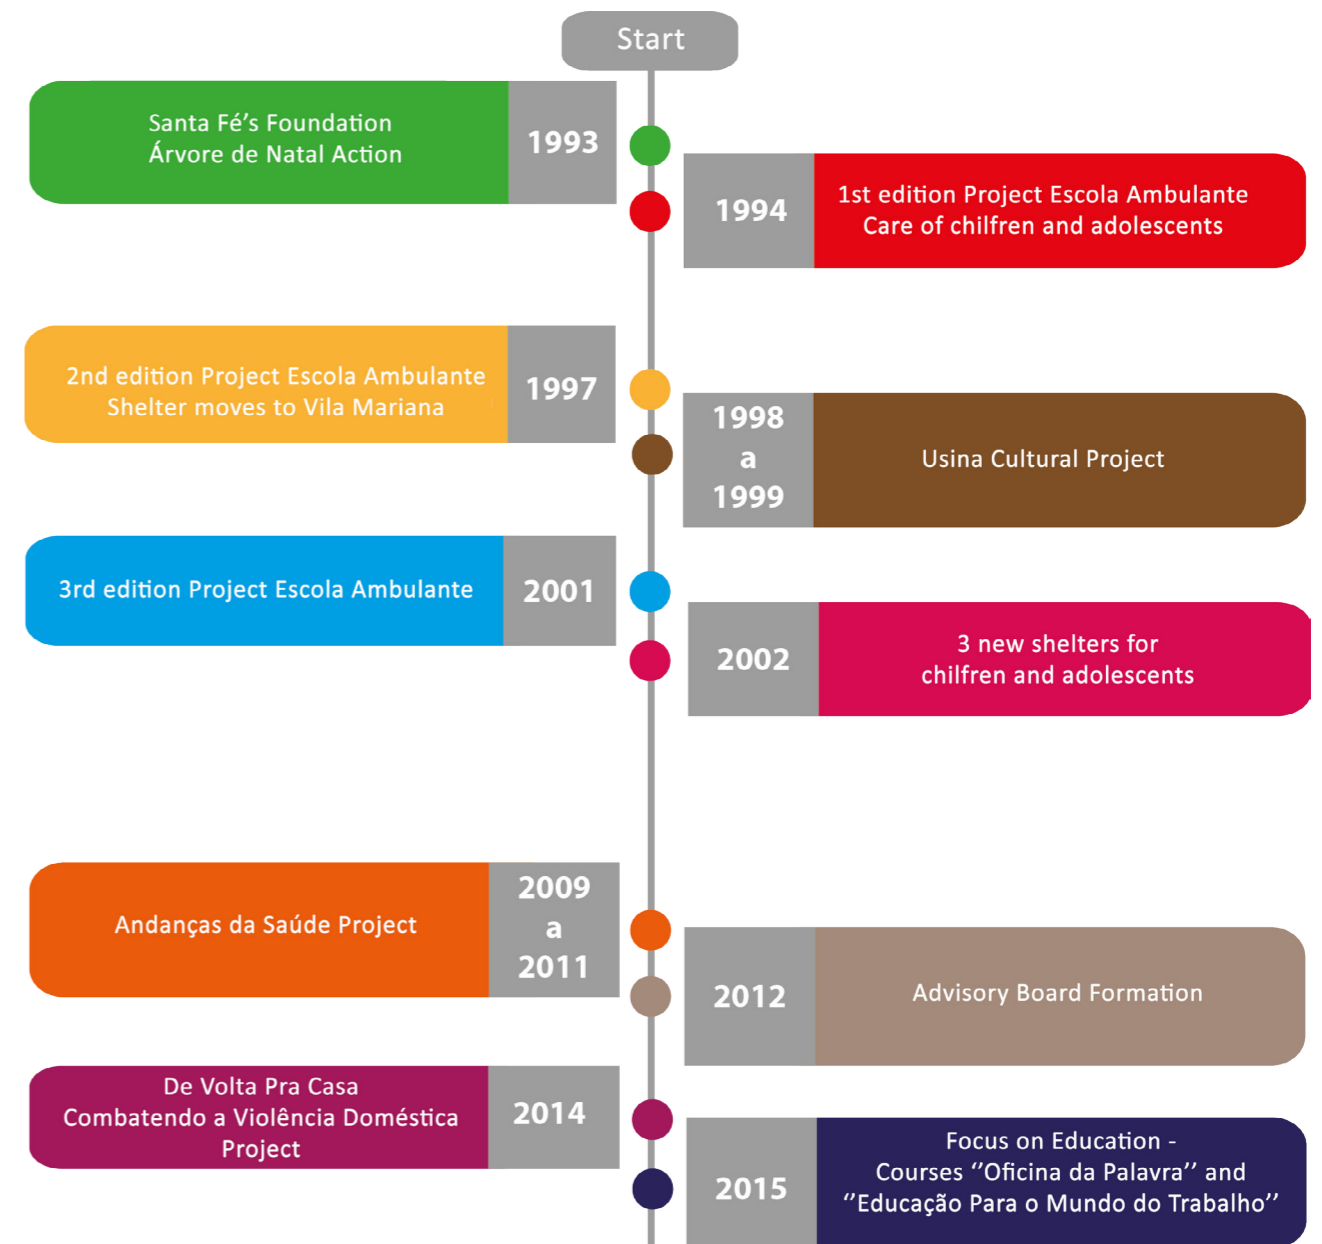 Start
Santa Fé’s Foundation
Árvore de Natal Action
1993
1994
1st edition Project Escola Ambulante
Care of chilfren and adolescents
2nd edition Project Escola Ambulante
Shelter moves to Vila Mariana
1997
1998
a
1999
Usina Cultural Project
3rd edition Project Escola Ambulante
2001
2002
3 new shelters for
chilfren and adolescents
Andanças da Saúde Project
2009
a
2011
2012
Advisory Board Formation
De Volta Pra Casa
Combatendo a Violência Doméstica
Project
2014
2015
Focus on Education -
Courses ‘‘Oficina da Palavra’’ and
‘‘Educação Para o Mundo do Trabalho’’